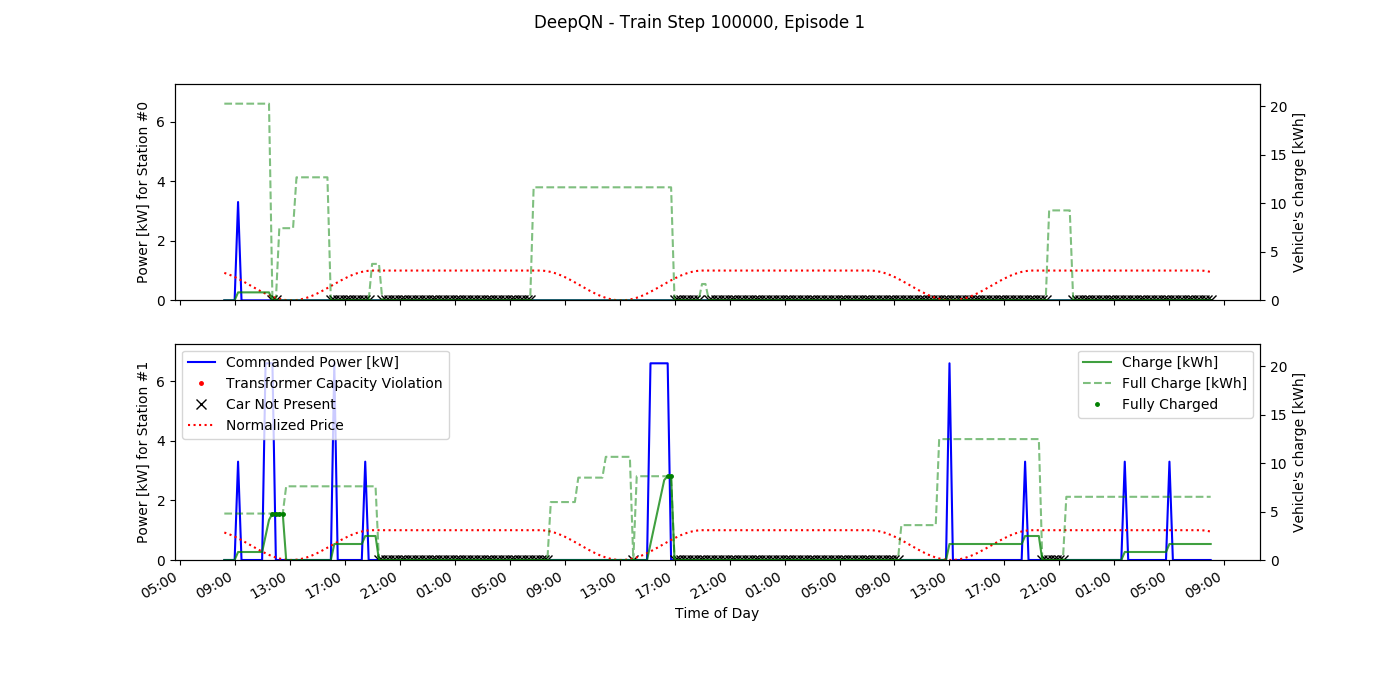 DeepQN - Train Step 100000, Episode 1
Power [kW] for Station #0
6
4
2
0
20
15
10
5
0
Vehicle's charge [kWh]
Power [kW] for Station #1
6
4
2
0
Commanded Power [kW]
Transformer Capacity Violation
Car Not Present
Normalized Price
Charge [kWh]
Full Charge [kWh]
Fully Charged
20
15
10
5
0
Vehicle's charge [kWh]
05:00 09:00 13:00 17:00 21:00 01:00 05:00 09:00 13:00 17:00 21:00 01:00 05:00 09:00 13:00 17:00 21:00 01:00 05:00 09:00
Time of Day